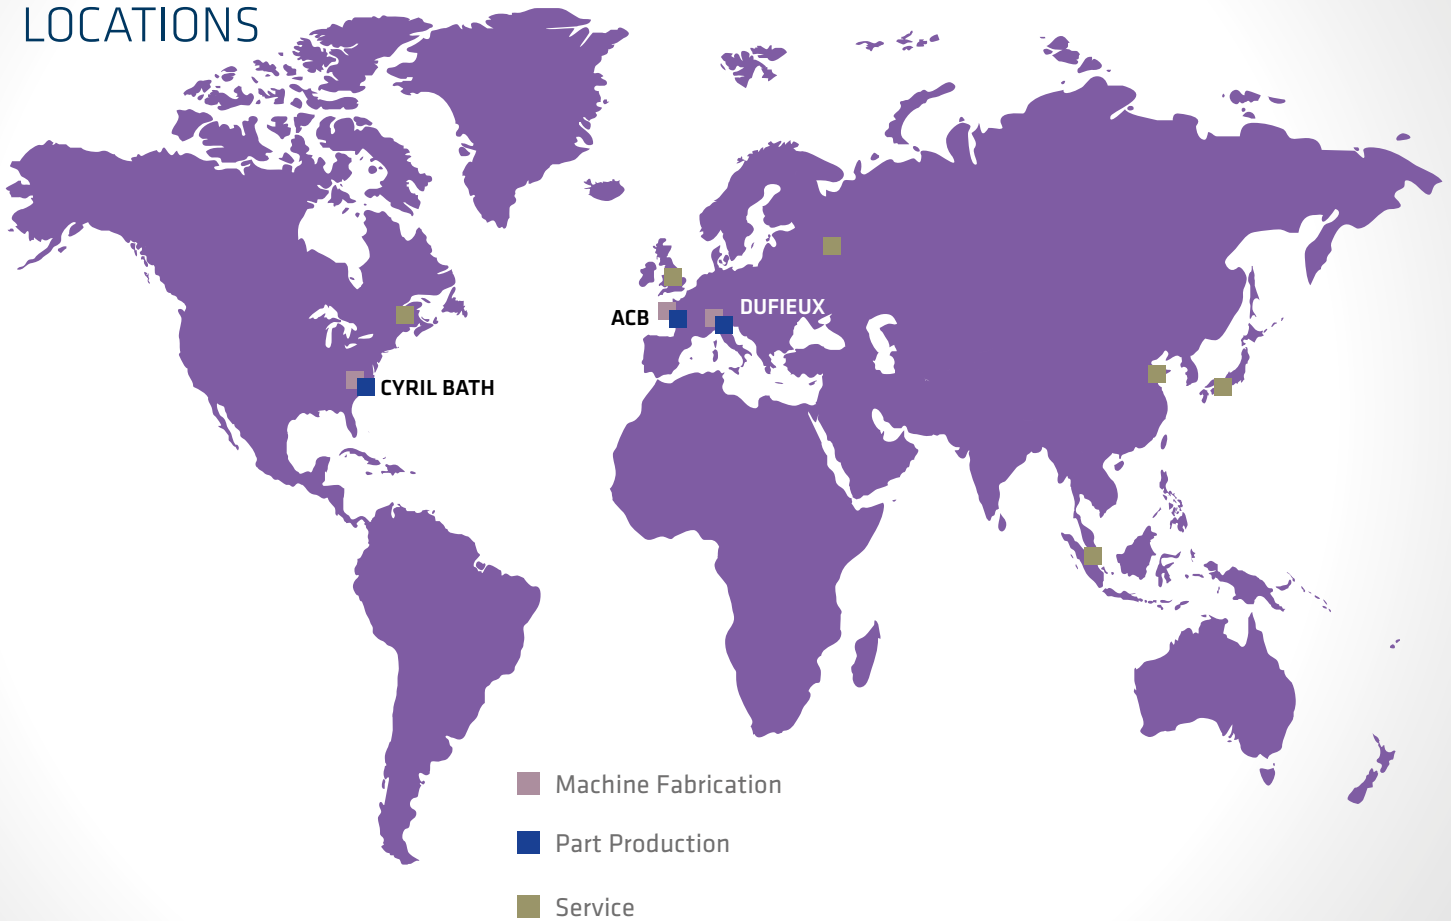 LOCATIONS
DUFIEUX
ACB
CYRIL BATH
Machine Fabrication
Part Production
Service